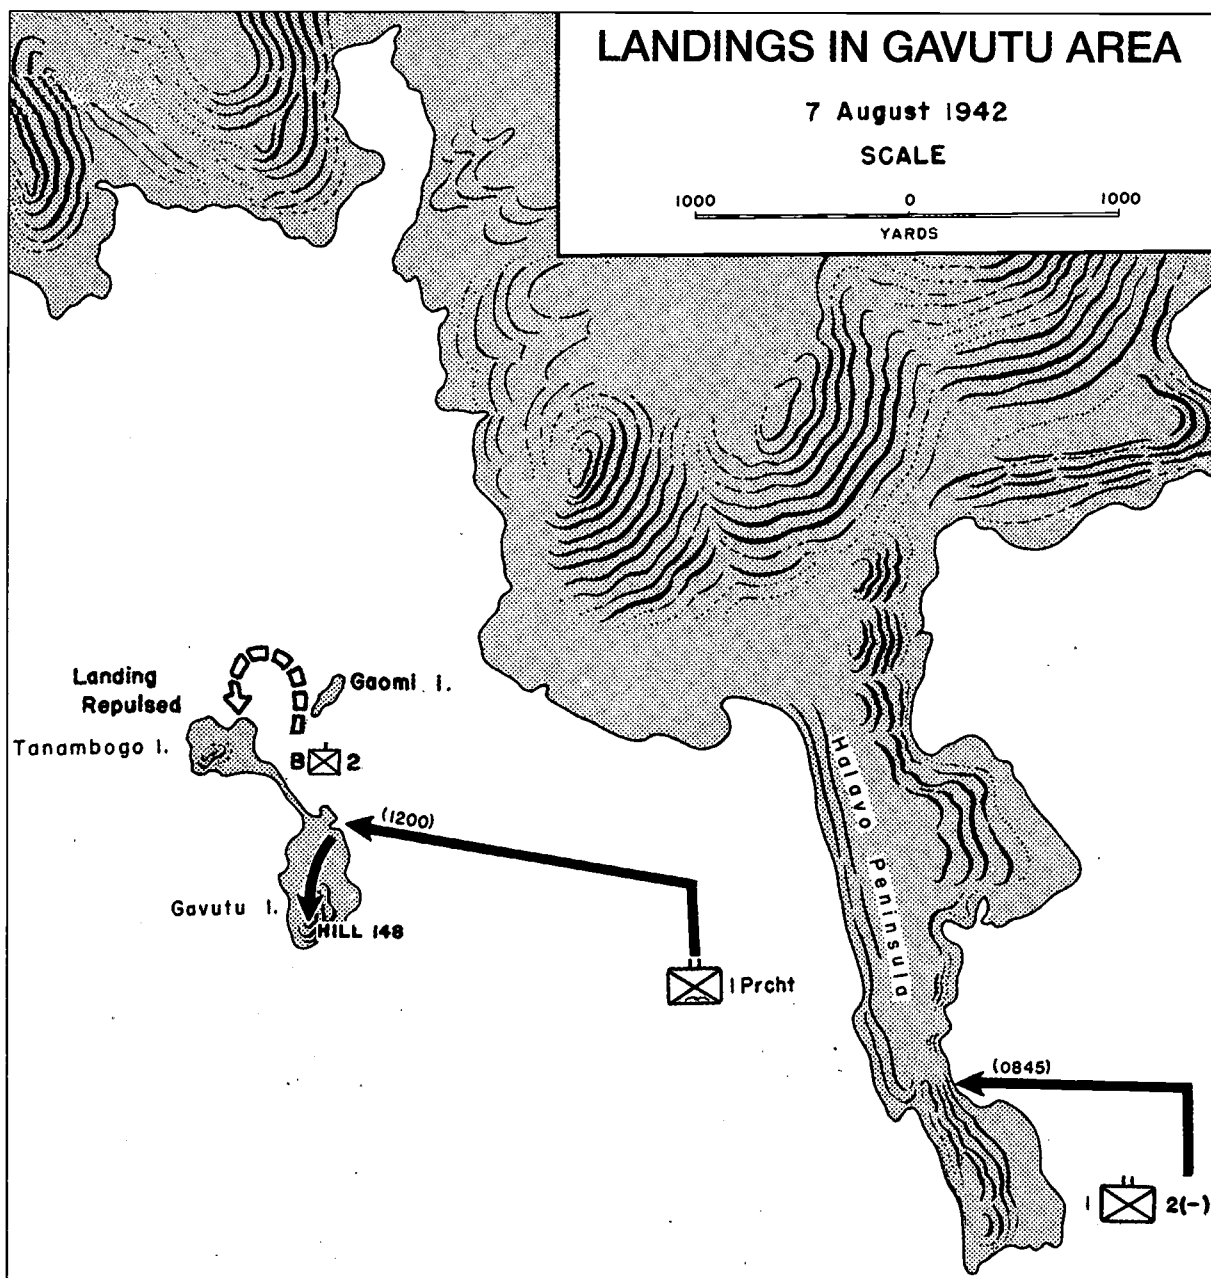 LANDINGS IN GAVUTU AREA
7 August 1942
SCALE
1000 0 1000
YARDS
Landing
Repulsed
Gaomi I.
Tanambogo I.
B 2
(1200)
Gavutu I.
HILL 148
1 Prcht
Halavo Peninsula
(0845)
1 2(-)